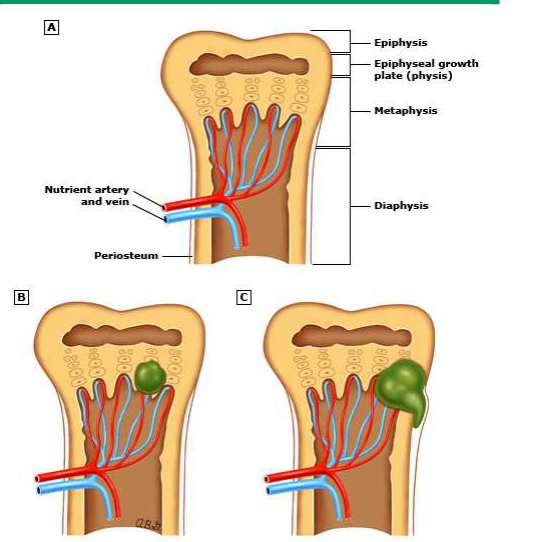 A
Epiphysis
Epiphyseal growth
plate (physis)
Metaphysis
Nutrient artery
and vein
Diaphysis
Periosteum
B
C